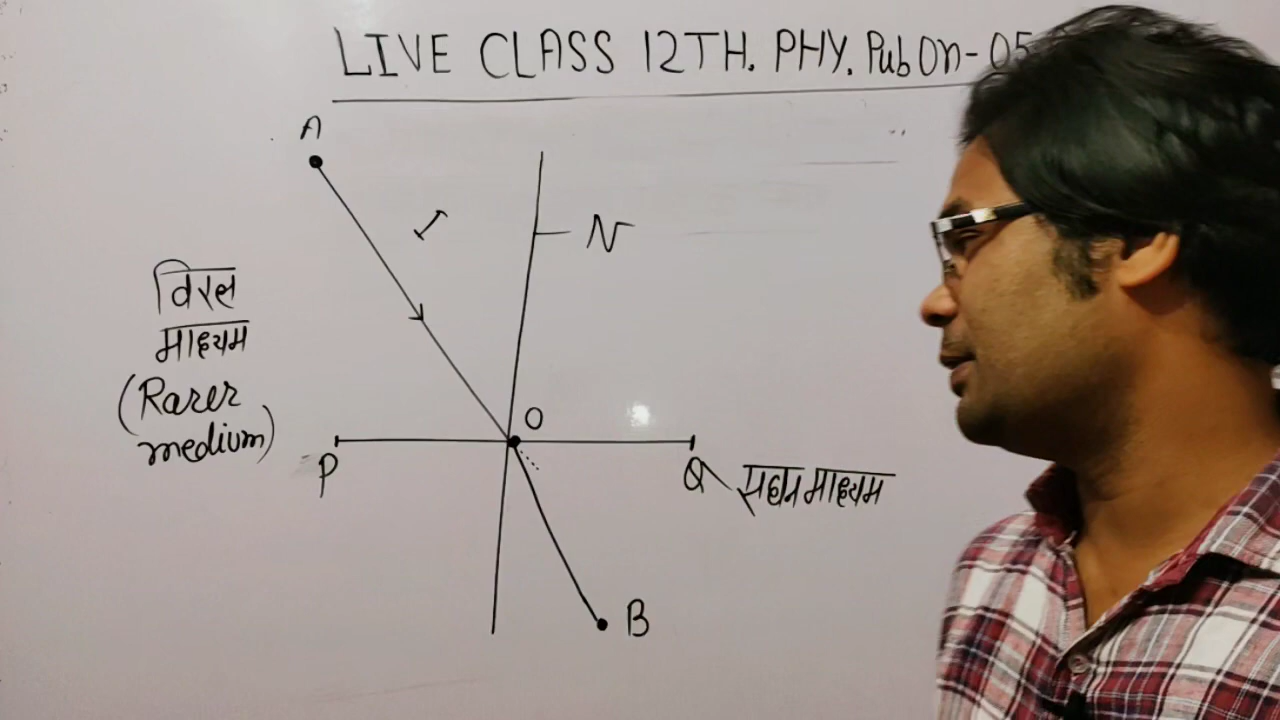 LIVE CLASS 12TH. PHY. Pub On - 05
A
I
N
विरल
माध्यम
(Rarer
medium)
O
P
Q
सघन माध्यम
B